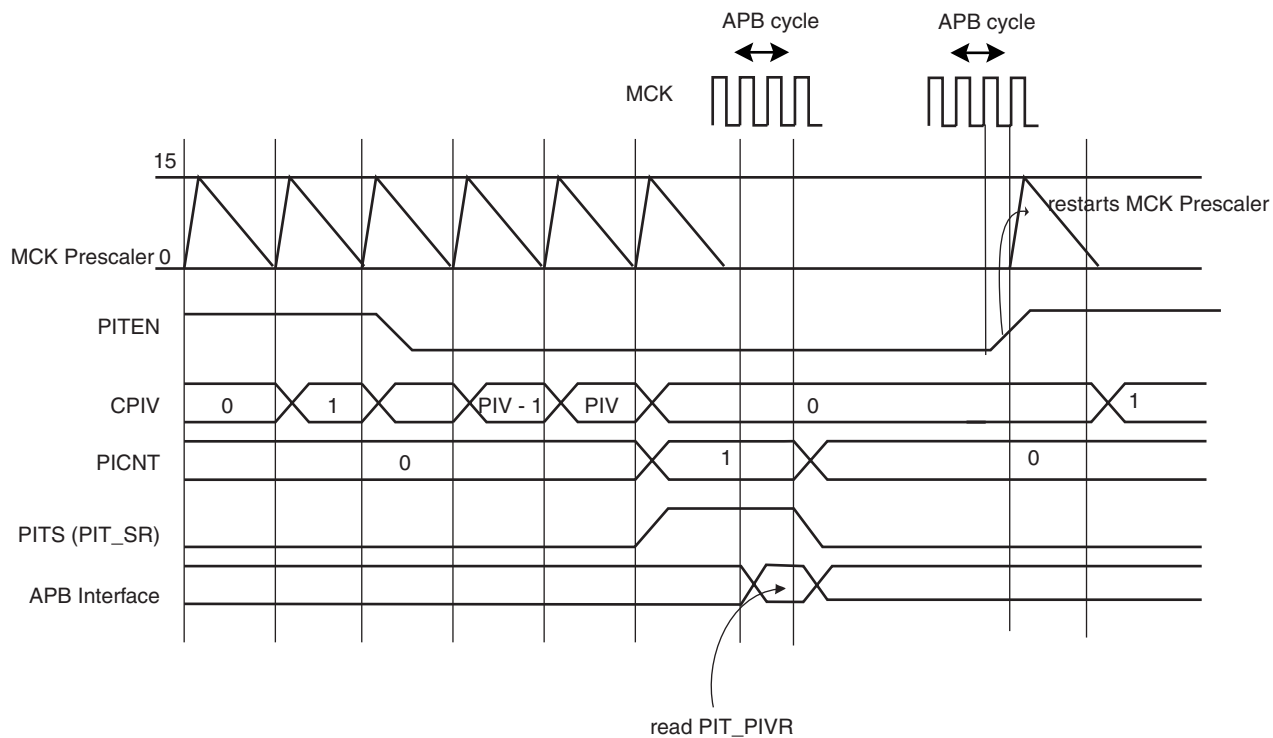 APB cycle
APB cycle
MCK
15
restarts MCK Prescaler
MCK Prescaler 0
PITEN
CPIV
0
1
PIV - 1
PIV
0
1
PICNT
0
1
0
PITS (PIT_SR)
APB Interface
read PIT_PIVR